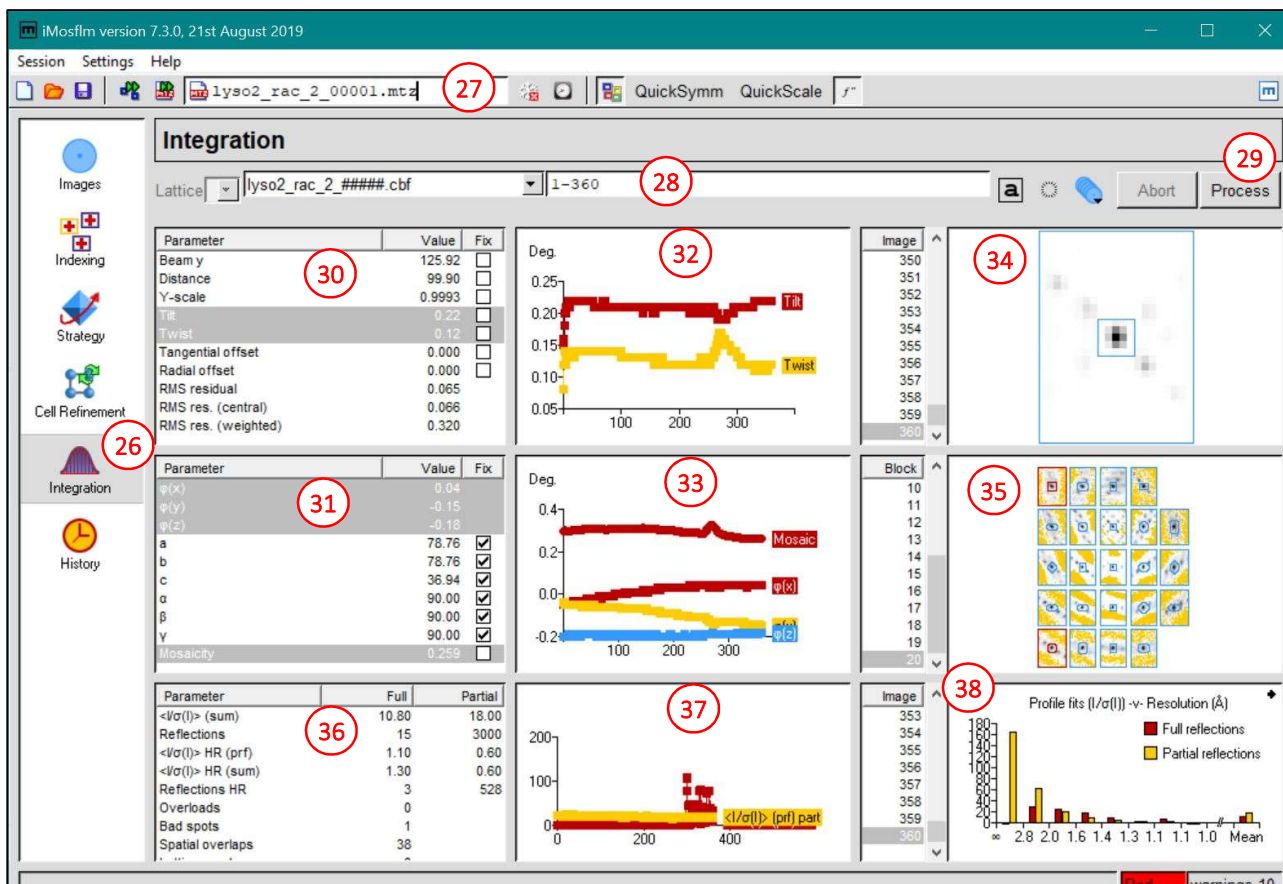 iMosflm version 7.3.0, 21st August 2019
Session Settings Help
lyso2_rac_2_00001.mtz 27 QuickSymm QuickScale f" m
Integration
29
Images
Lattice lyso2_rac_2_#####.cbf 1-360 28 a Abort Process
Indexing
Strategy
Cell Refinement
26
Integration
History
Parameter Value Fix
30
Beam y 125.92
Distance 99.90
Y-scale 0.9993
Tilt 0.22
Twist 0.12
Tangential offset 0.000
Radial offset 0.000
RMS residual 0.065
RMS res. (central) 0.066
RMS res. (weighted) 0.320
32
Deg.
0.25
0.20
0.15
0.10
0.05
100 200 300
Tilt
Twist
Image
350
351
352
353
354
355
356
357
358
359
360
34
Parameter Value Fix
31
φ(x) 0.04
φ(y) -0.15
φ(z) -0.18
a 78.76
b 78.76
c 36.94
α 90.00
β 90.00
γ 90.00
Mosaicity 0.259
33
Deg.
0.4
0.2
0.0
-0.2
100 200 300
Mosaic
φ(x)
φ(z)
Block
10
11
12
13
14
15
16
17
18
19
20
35
Parameter Full Partial
36
<I/σ(I)> (sum) 10.80 18.00
Reflections 15 3000
<I/σ(I)> HR (prf) 1.10 0.60
<I/σ(I)> HR (sum) 1.30 0.60
Reflections HR 3 528
Overloads 0
Bad spots 1
Spatial overlaps 38
37
200
100
0
0 200 400
<I/σ(I)> (prf) part
Image
353
354
355
356
357
358
359
360
38
Profile fits (I/σ(I)) -v- Resolution (Å)
Full reflections
Partial reflections
180
160
140
120
100
80
60
40
20
0
∞ 2.8 2.0 1.6 1.4 1.3 1.2 1.1 1.1 1.0 // Mean
warnings 10